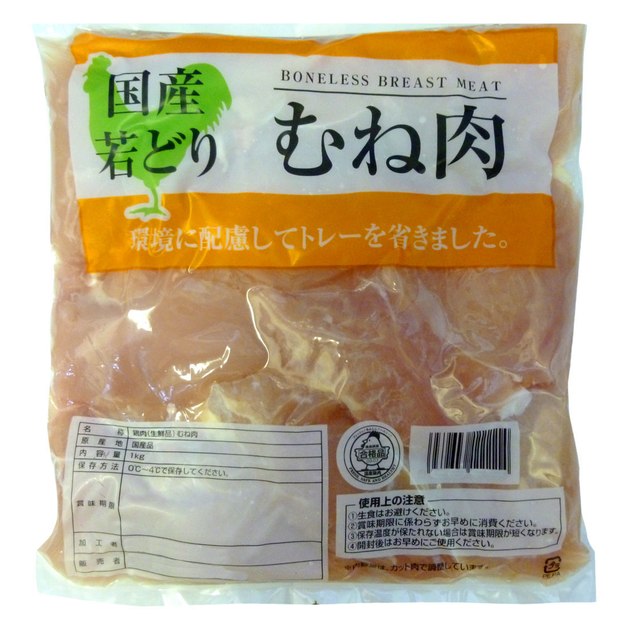 国産
若どり
BONELESS BREAST MEAT
むね肉
環境に配慮してトレーを省きました。
名称 鶏肉(生鮮品)むね肉
原産地 国産品
内容量 1kg
保存方法 0℃~4℃で保存してください。
賞味期限
加工者
販売者
合格品
国産鶏肉
使用上の注意
①生食はお避けください。
②賞味期限に係わらずお早めに消費ください。
③保存温度が保たれない場合は賞味期限が短くなります。
④開封後はお早めにご使用ください。
カット肉で調整しています。
PE,PA